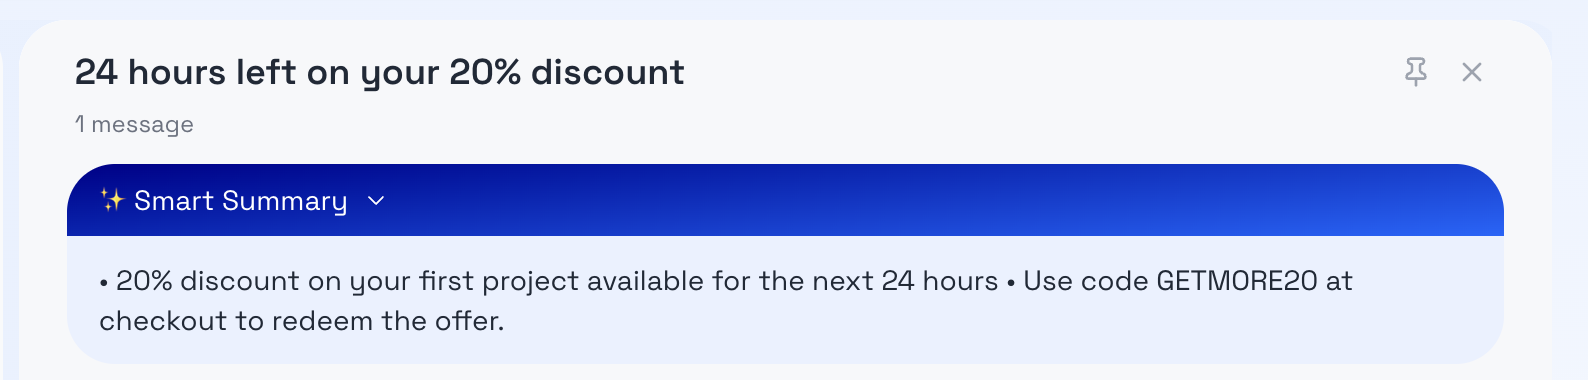 24 hours left on your 20% discount
1 message
✨ Smart Summary
• 20% discount on your first project available for the next 24 hours • Use code GETMORE20 at
checkout to redeem the offer.